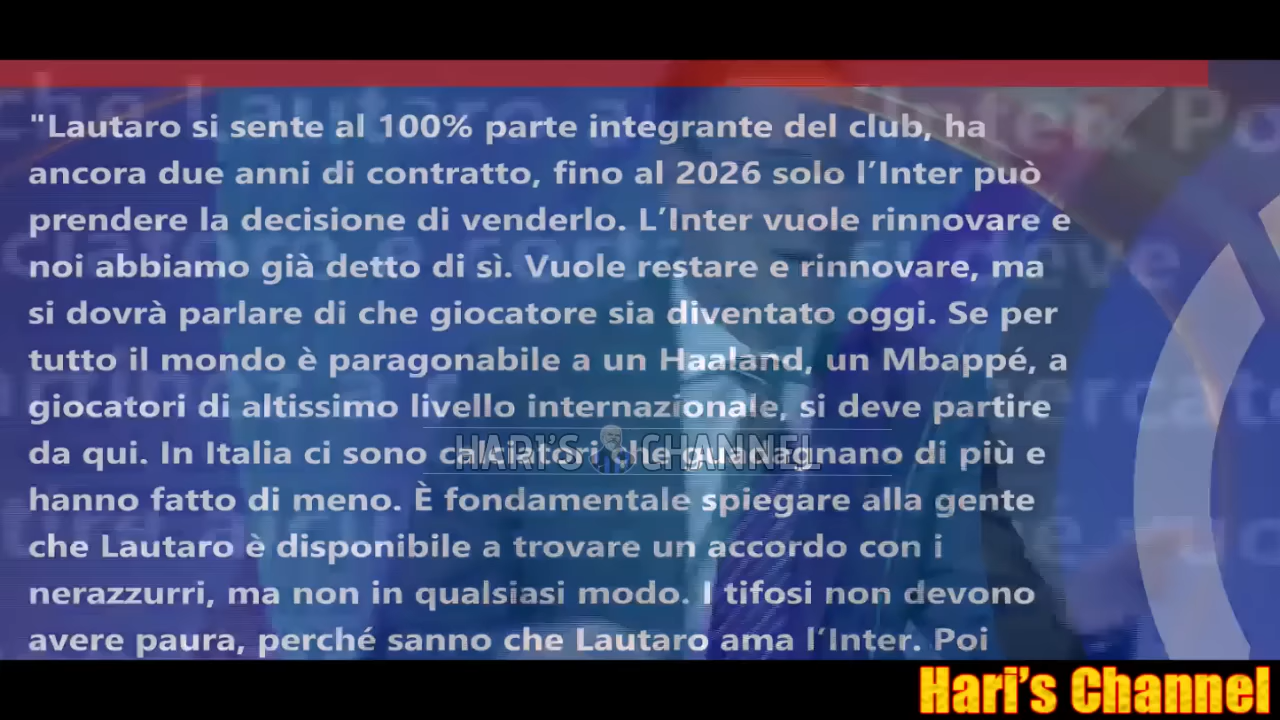 "Lautaro si sente al 100% parte integrante del club, ha
ancora due anni di contratto, fino al 2026 solo l’Inter può
prendere la decisione di venderlo. L’Inter vuole rinnovare e
noi abbiamo già detto di sì. Vuole restare e rinnovare, ma
si dovrà parlare di che giocatore sia diventato oggi. Se per
tutto il mondo è paragonabile a un Haaland, un Mbappé, a
giocatori di altissimo livello internazionale, si deve partire
da qui. In Italia ci sono calciatori che guadagnano di più e
HARI'S CHANNEL
hanno fatto di meno. È fondamentale spiegare alla gente
che Lautaro è disponibile a trovare un accordo con i
nerazzurri, ma non in qualsiasi modo. I tifosi non devono
avere paura, perché sanno che Lautaro ama l’Inter. Poi
Hari’s Channel